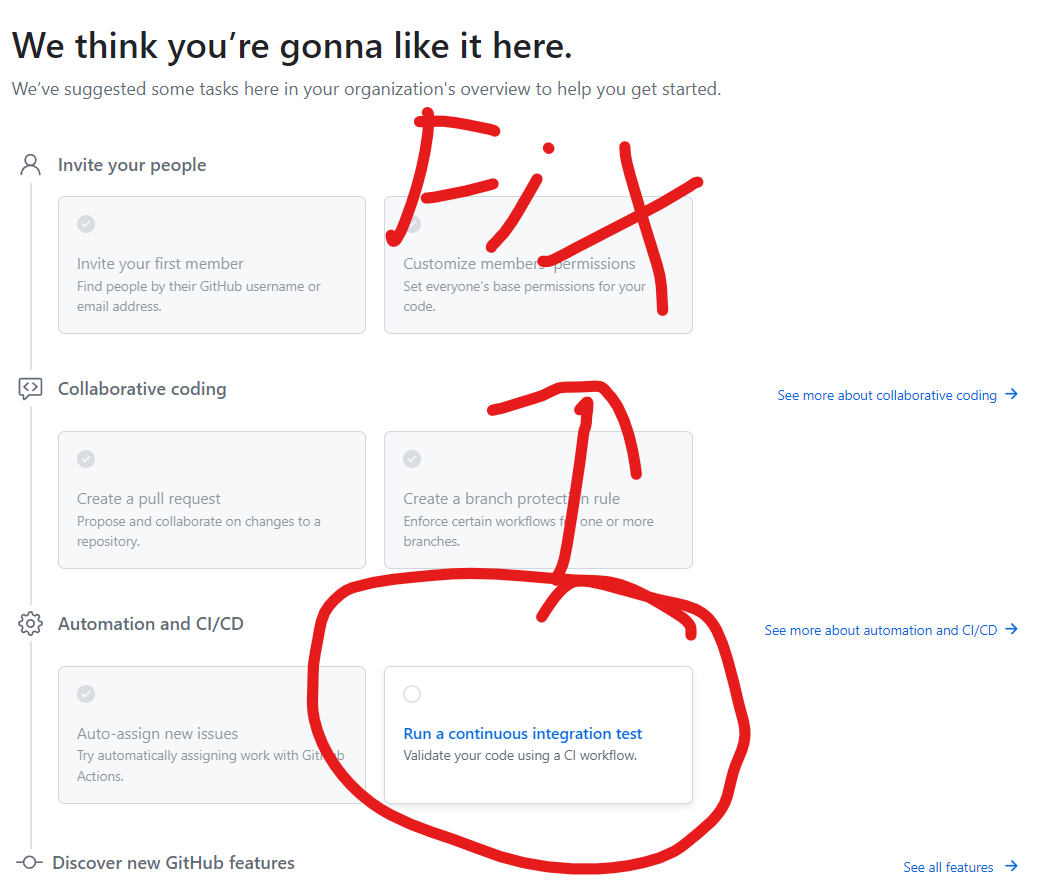 We think you're gonna like it here.
We've suggested some tasks here in your organization's overview to help you get started.
Fix
Invite your people
Invite your first member
Find people by their GitHub username or
email address.
Customize members' permissions
Set everyone's base permissions for your
code.
Collaborative coding
See more about collaborative coding →
Create a pull request
Propose and collaborate on changes to a
repository.
Create a branch protection rule
Enforce certain workflows for one or more
branches.
Automation and CI/CD
See more about automation and CI/CD →
Auto-assign new issues
Try automatically assigning work with GitHub
Actions.
Run a continuous integration test
Validate your code using a CI workflow.
Discover new GitHub features
See all features →